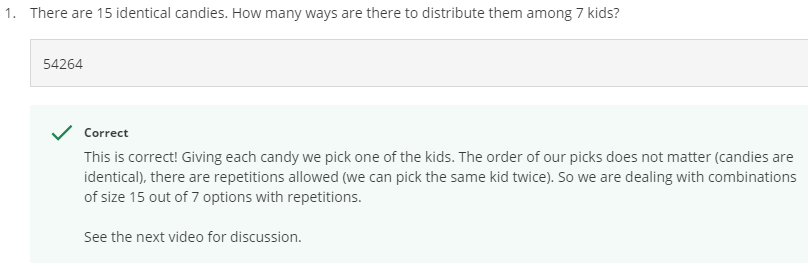 1. There are 15 identical candies. How many ways are there to distribute them among 7 kids?
54264
Correct
This is correct! Giving each candy we pick one of the kids. The order of our picks does not matter (candies are
identical), there are repetitions allowed (we can pick the same kid twice). So we are dealing with combinations
of size 15 out of 7 options with repetitions.
See the next video for discussion.